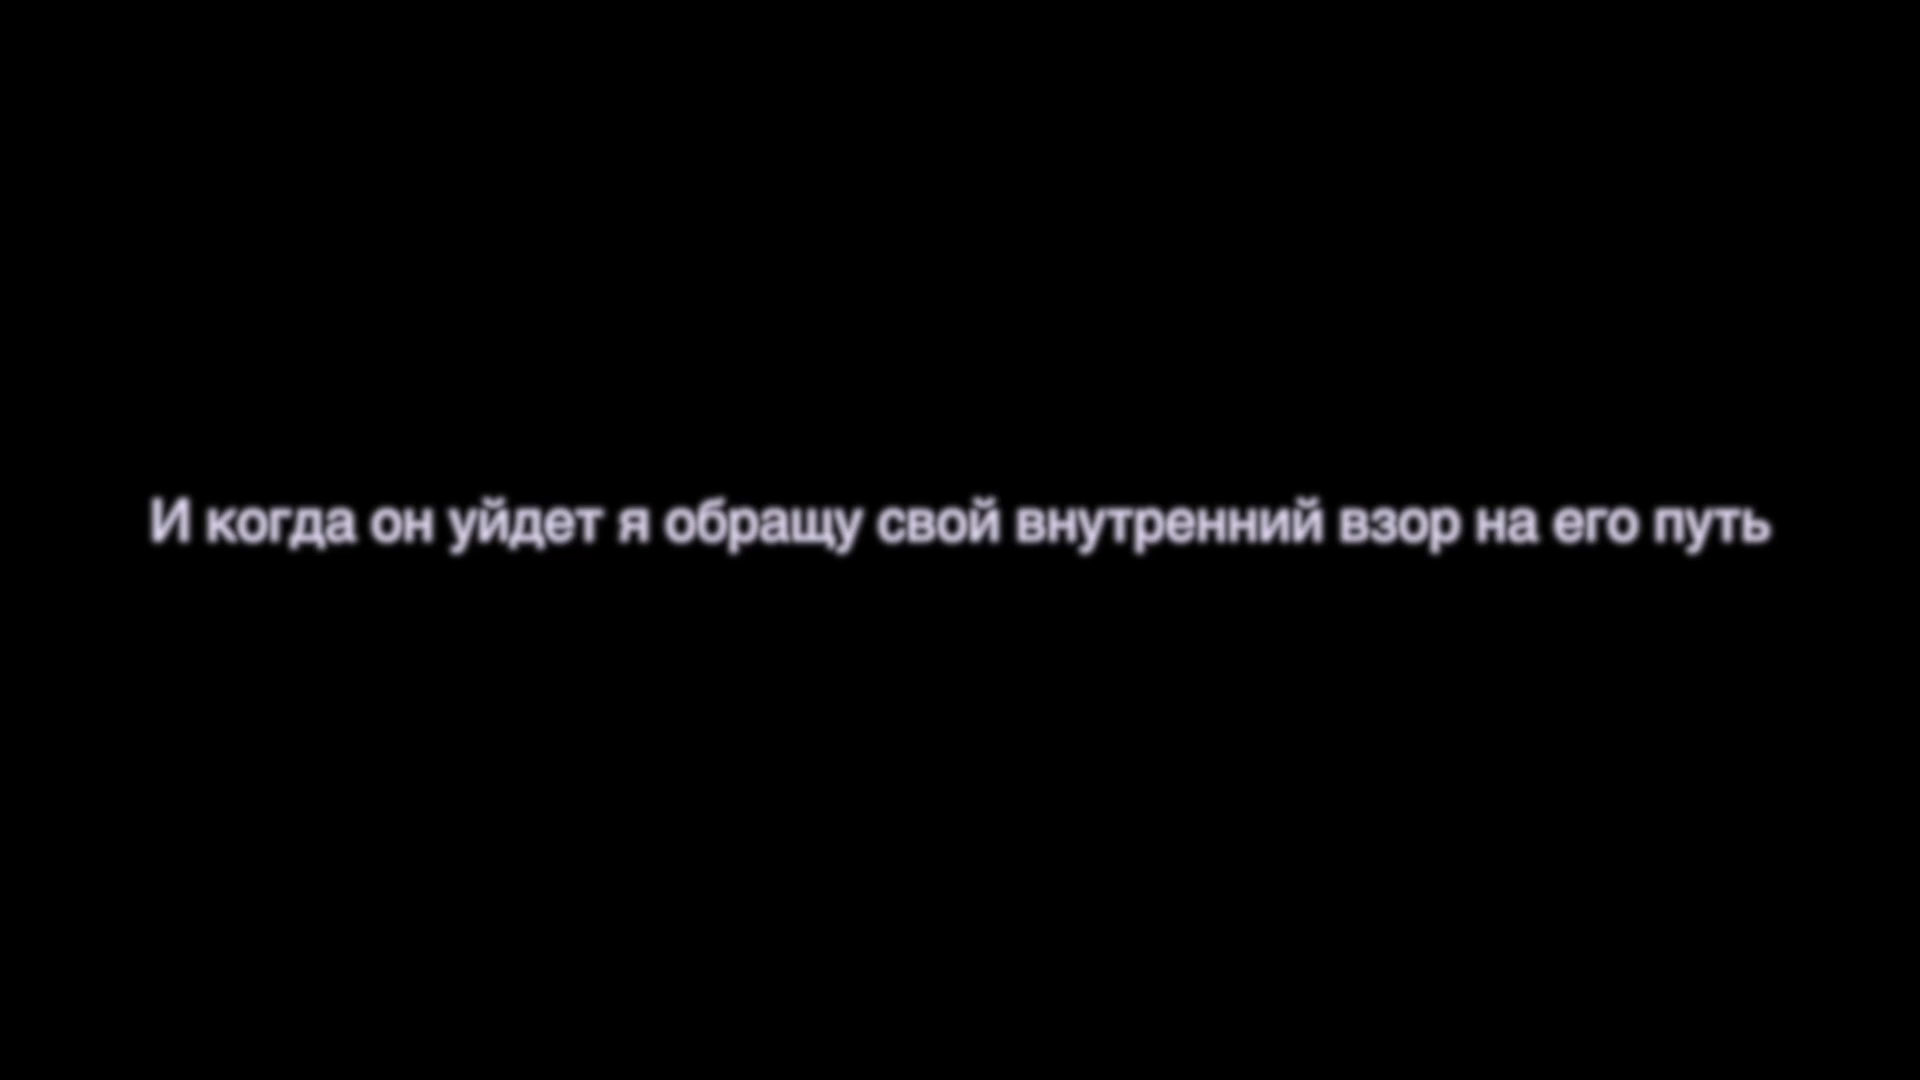 И когда он уйдет я обращу свой внутренний взор на его путь